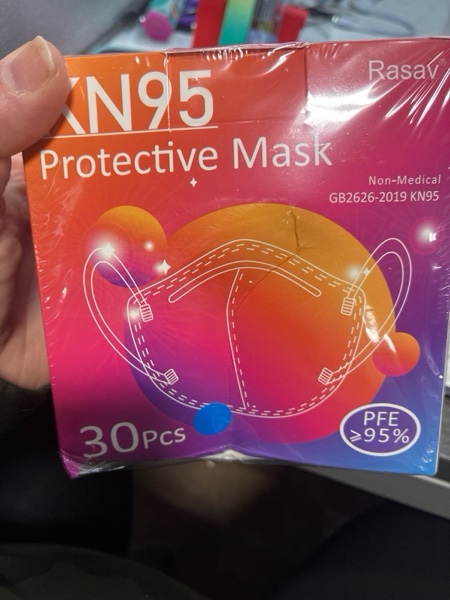 KN95
Rasav®
Protective Mask
Non-Medical
GB2626-2019 KN95
30Pcs
PFE
≥95%